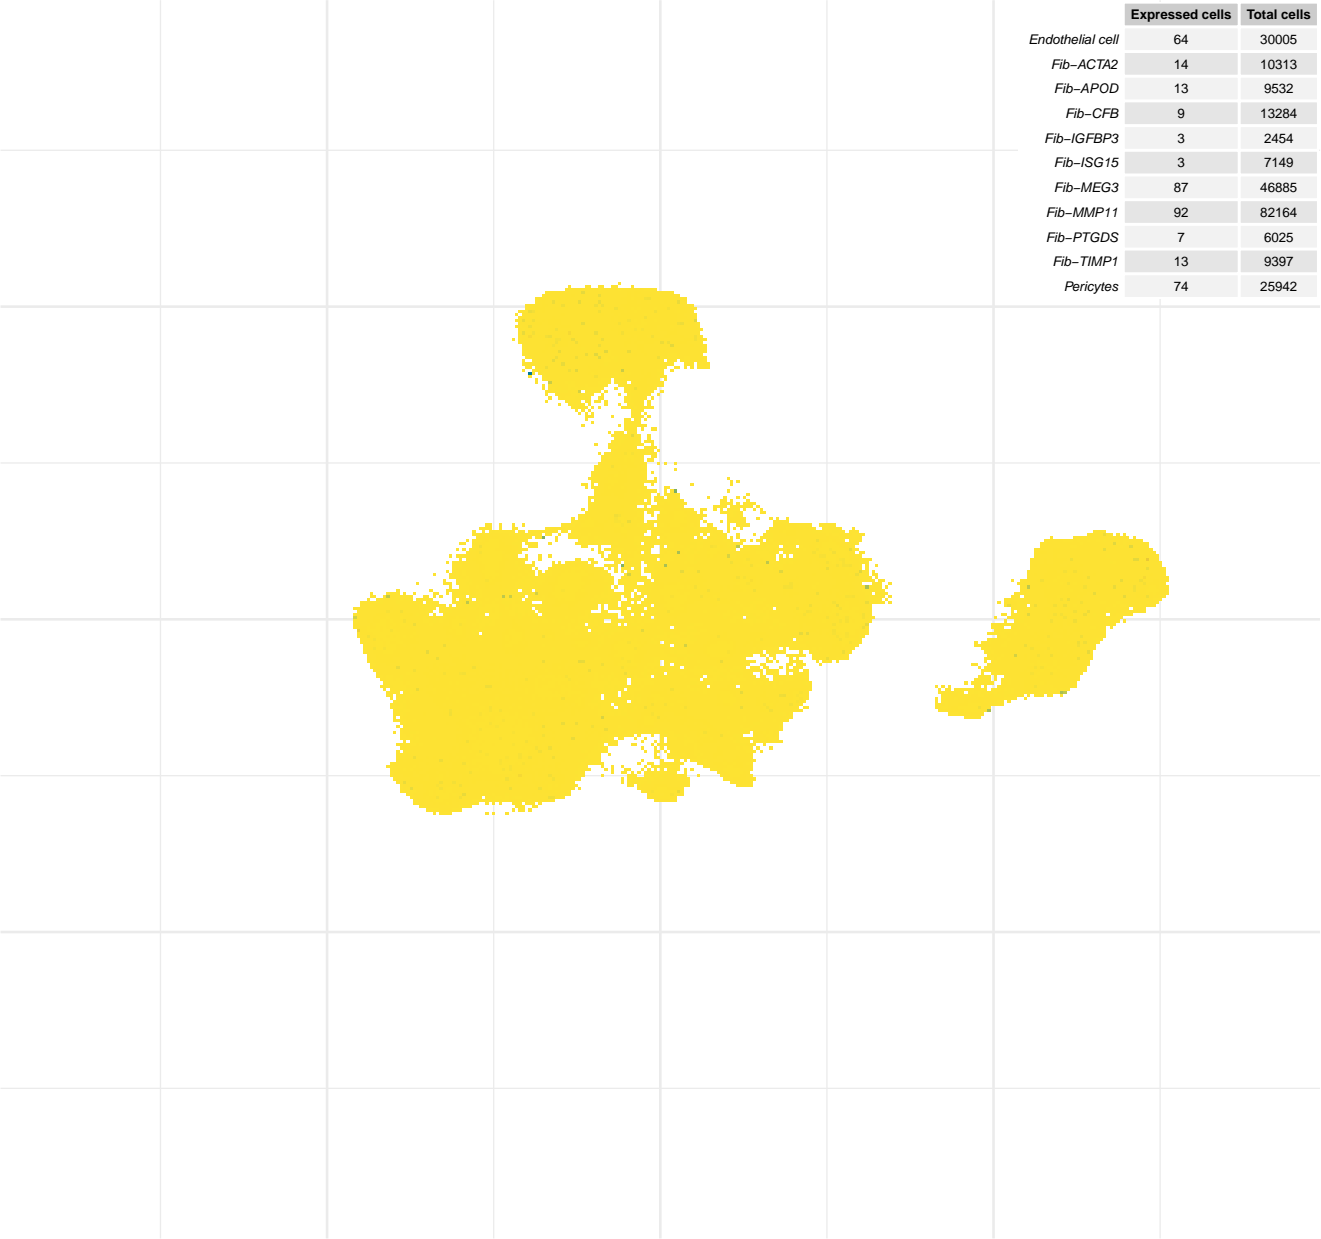 Expressed cells Total cells
Endothelial cell 64 30005
Fib−ACTA2 14 10313
Fib−APOD 13 9532
Fib−CFB 9 13284
Fib−IGFBP3 3 2454
Fib−ISG15 3 7149
Fib−MEG3 87 46885
Fib−MMP11 92 82164
Fib−PTGDS 7 6025
Fib−TIMP1 13 9397
Pericytes 74 25942